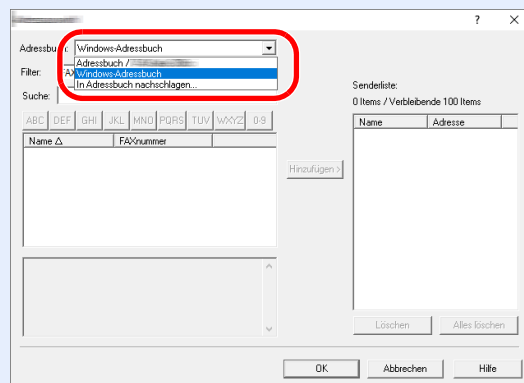 ? ×
Adressbuch: Windows-Adressbuch
Adressbuch /
Windows-Adressbuch
In Adressbuch nachschlagen...
Filter: FAX
Suche:
ABC DEF GHI JKL MNO PQRS TUV WXYZ 0-9
Name FAXnummer
Hinzufügen >
Senderliste:
0 Items / Verbleibende 100 Items
Name Adresse
Löschen Alles löschen
OK Abbrechen Hilfe